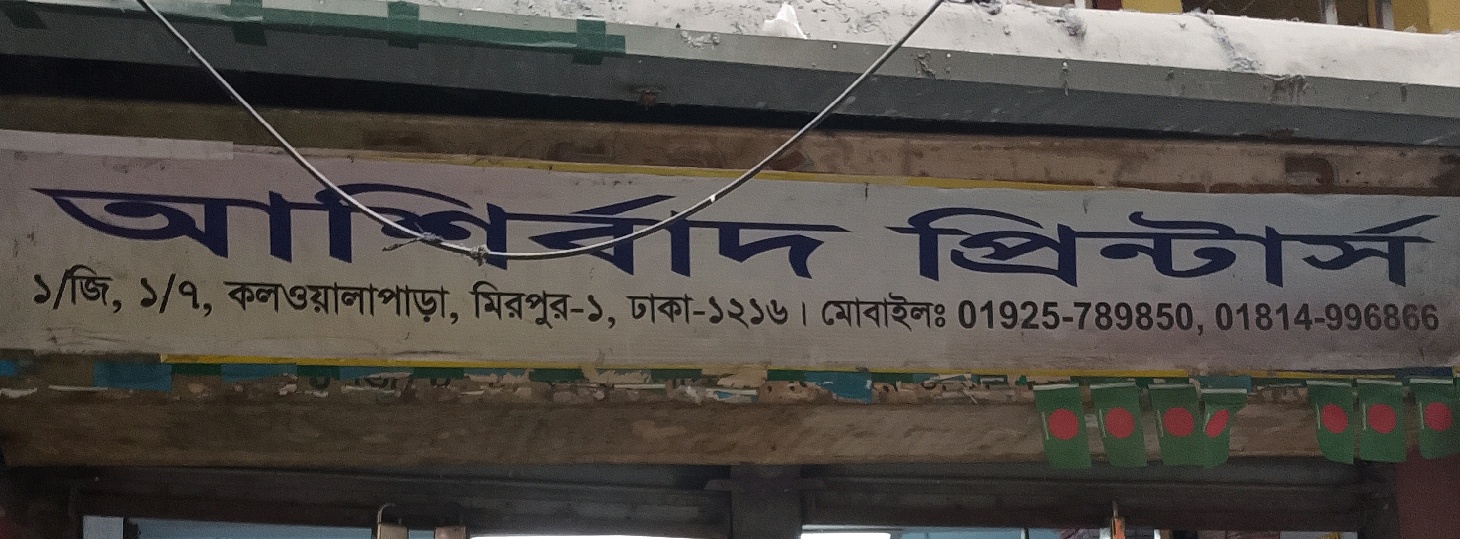 আশির্বাদ প্রিন্টার্স
১/জি, ১/৭, কলওয়ালাপাড়া, মিরপুর-১, ঢাকা-১২১৬। মোবাইলঃ 01925-789850, 01814-996866